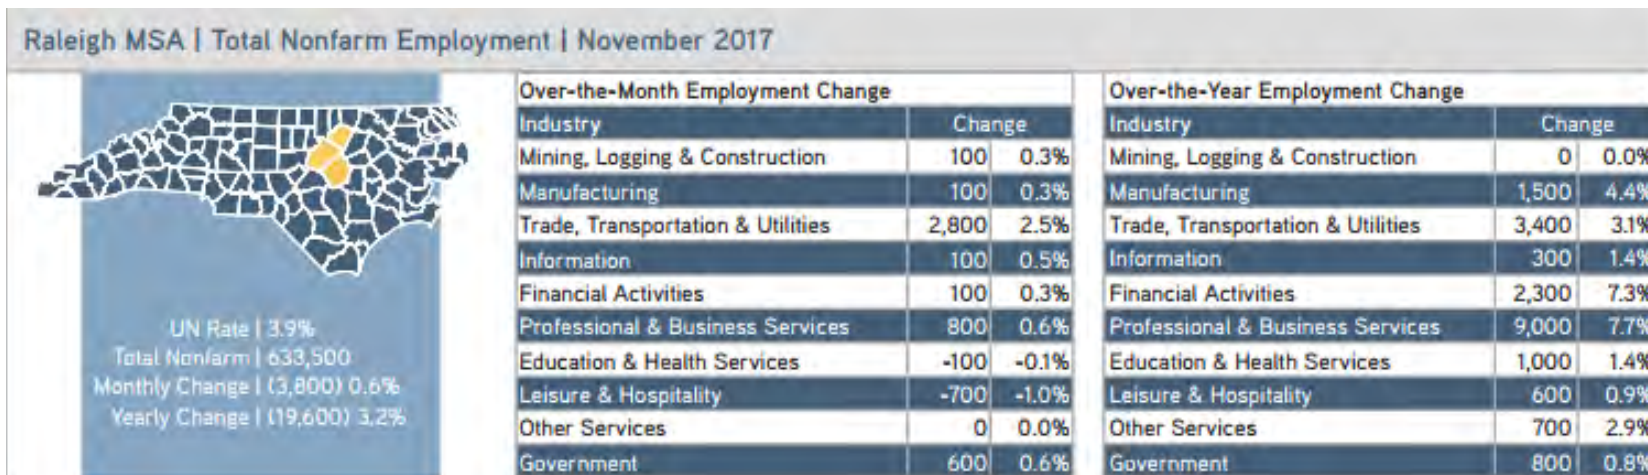 Raleigh MSA | Total Nonfarm Employment | November 2017
UN Rate | 3.9%
Total Nonfarm | 633,500
Monthly Change | (3,800) 0.6%
Yearly Change | (19,600) 3.2%
Over-the-Month Employment Change
Industry Change
Mining, Logging & Construction 100 0.3%
Manufacturing 100 0.3%
Trade, Transportation & Utilities 2,800 2.5%
Information 100 0.5%
Financial Activities 100 0.3%
Professional & Business Services 800 0.6%
Education & Health Services -100 -0.1%
Leisure & Hospitality -700 -1.0%
Other Services 0 0.0%
Government 600 0.6%
Over-the-Year Employment Change
Industry Change
Mining, Logging & Construction 0 0.0%
Manufacturing 1,500 4.4%
Trade, Transportation & Utilities 3,400 3.1%
Information 300 1.4%
Financial Activities 2,300 7.3%
Professional & Business Services 9,000 7.7%
Education & Health Services 1,000 1.4%
Leisure & Hospitality 600 0.9%
Other Services 700 2.9%
Government 800 0.8%